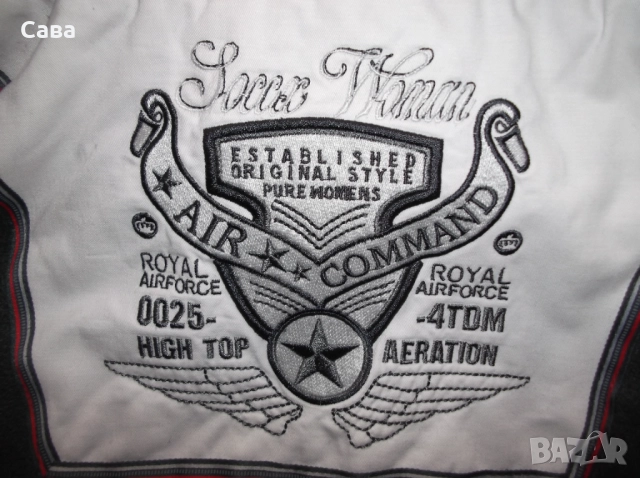 Сава
Soccx Woman
ESTABLISHED
ORIGINAL STYLE
PURE WOMENS
AIR COMMAND
ROYAL
AIRFORCE
0025-
HIGH TOP
ROYAL
AIRFORCE
-4TDM
AERATION
BAZAR